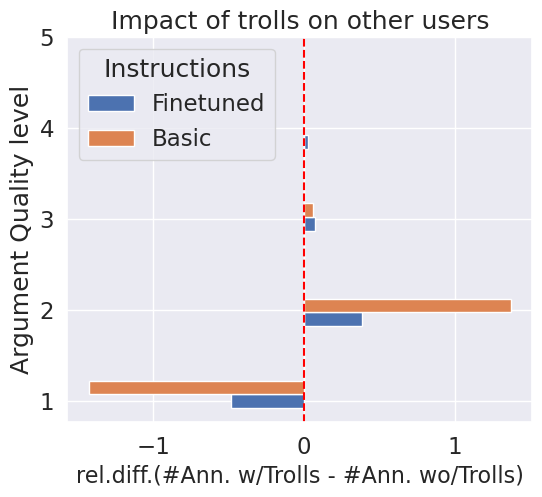 Impact of trolls on other users
Instructions
Finetuned
Basic
Argument Quality level
5
4
3
2
1
−1
0
1
rel.diff.(#Ann. w/Trolls - #Ann. wo/Trolls)